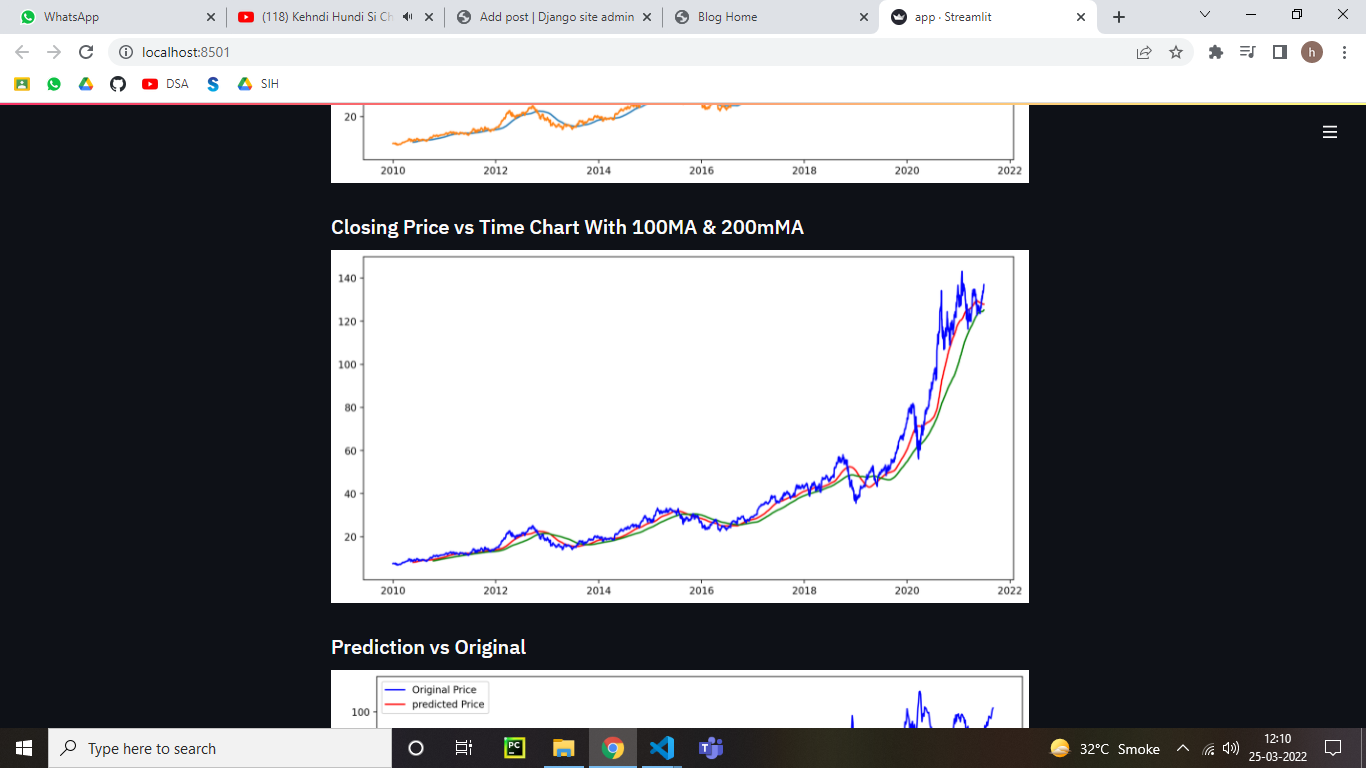 WhatsApp
(118) Kehndi Hundi Si Ch
Add post | Django site admin
Blog Home
app · Streamlit
localhost:8501
h
DSA
S
SIH
20
2010 2012 2014 2016 2018 2020 2022
Closing Price vs Time Chart With 100MA & 200mMA
140
120
100
80
60
40
20
2010 2012 2014 2016 2018 2020 2022
Prediction vs Original
Original Price
predicted Price
100
Type here to search
PC
32°C Smoke
12:10
25-03-2022